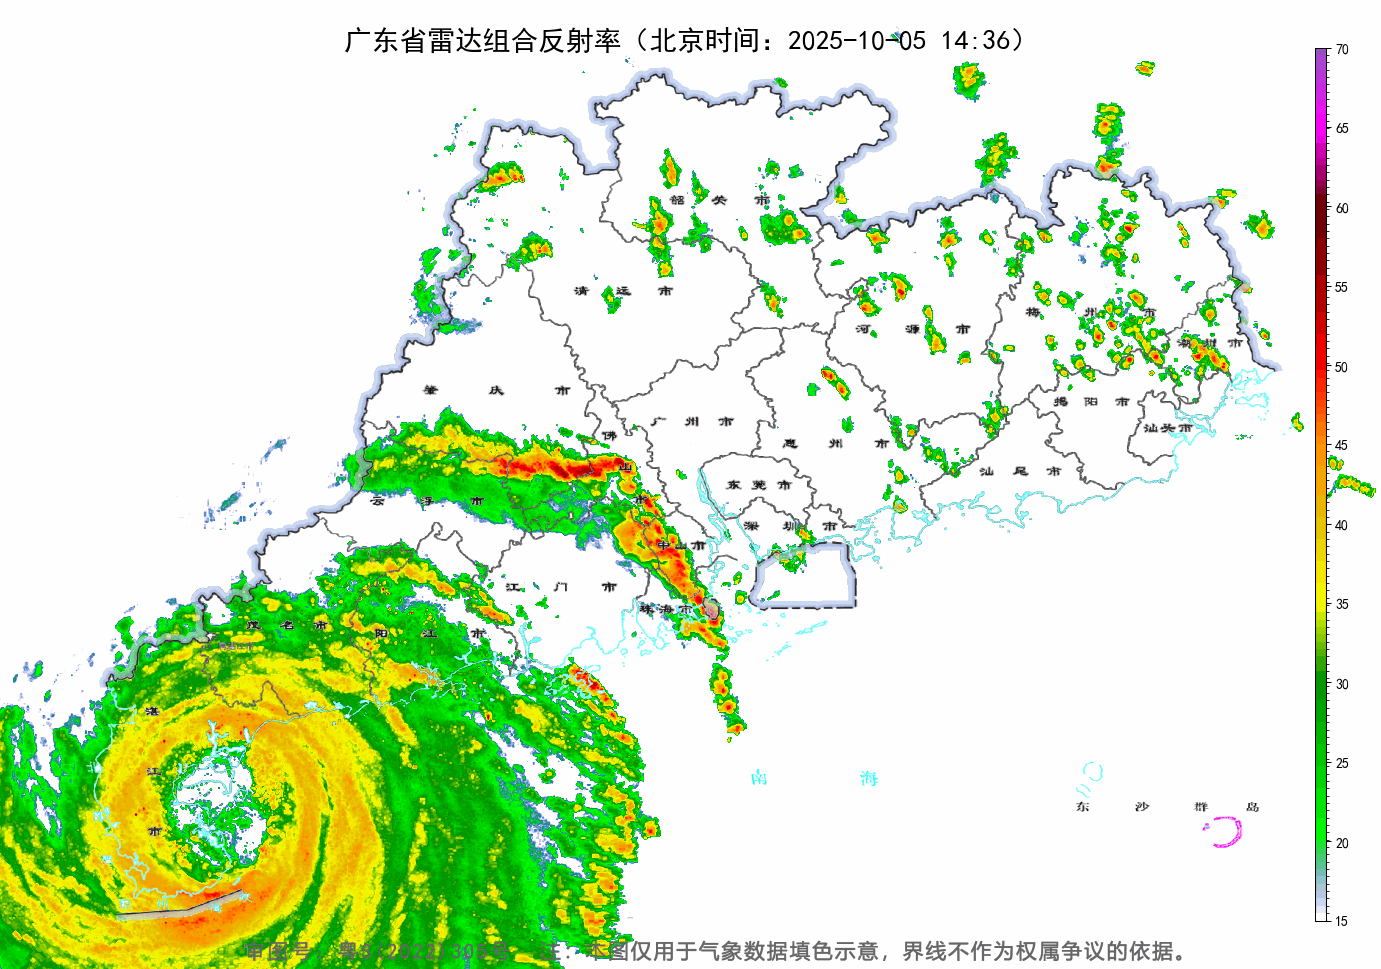 广东省雷达组合反射率（北京时间：2025-10-05 14:36）
70
65
60
55
50
45
40
35
30
25
20
15
韶关市
清远市
河源市
梅州市
潮州市
肇庆市
广州市
揭阳市
汕头市
佛山市
惠州市
汕尾市
东莞市
云浮市
深圳市
中山市
江门市
珠海市
茂名市
阳江市
湛江市
南海
东沙群岛
审图号：粤S(2022)305号 注：本图仅用于气象数据填色示意，界线不作为权属争议的依据。